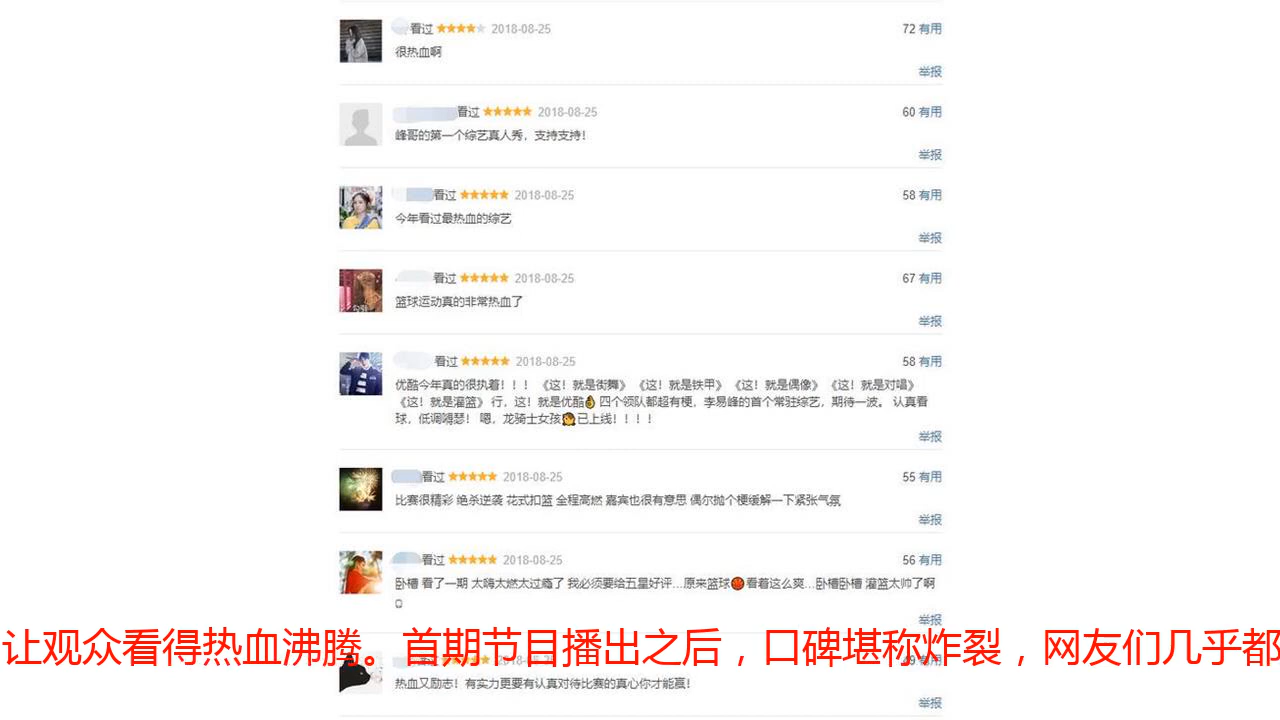 看过 2018-08-25 72 有用
很热血啊
举报
看过 2018-08-25 60 有用
峰哥的第一个综艺真人秀，支持支持！
举报
看过 2018-08-25 58 有用
今年看过最热血的综艺
举报
看过 2018-08-25 67 有用
篮球运动真的非常热血了
举报
看过 2018-08-25 58 有用
优酷今年真的很执着！！！ 《这！就是街舞》 《这！就是铁甲》 《这！就是偶像》 《这！就是对唱》
《这！就是灌篮》 行，这！就是优酷 四个领队都超有梗，李易峰的首个常驻综艺，期待一波。 认真看
球，低调嘚瑟！ 嗯，龙骑士女孩 已上线！！！！
举报
看过 2018-08-25 55 有用
比赛很精彩 绝杀逆袭 花式扣篮 全程高燃 嘉宾也很有意思 偶尔抛个梗缓解一下紧张气氛
举报
看过 2018-08-25 56 有用
卧槽 看了一期 太嗨太燃太过瘾了 我必须要给五星好评…原来篮球 看着这么爽…卧槽卧槽 灌篮太帅了啊
举报
让观众看得热血沸腾。首期节目播出之后，口碑堪称炸裂，网友们几乎都
热血又励志！有实力更要有认真对待比赛的真心你才能赢！
举报